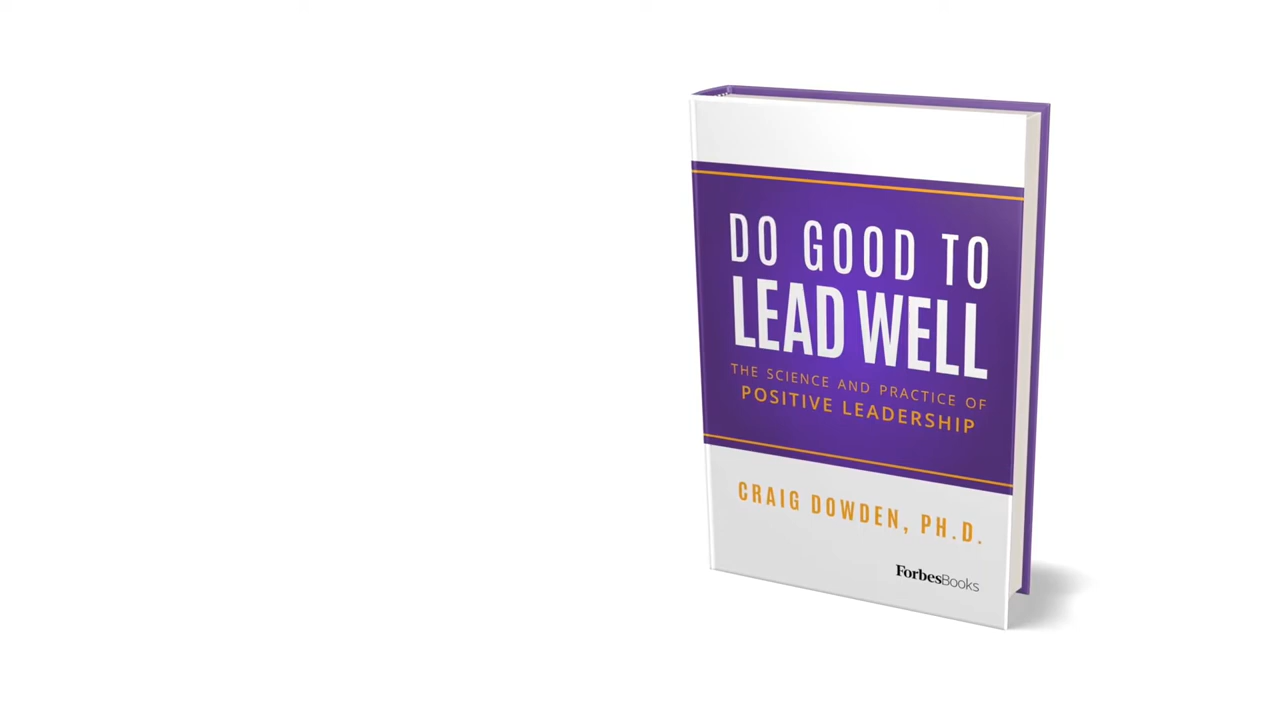 DO GOOD TO
LEAD WELL
THE SCIENCE AND PRACTICE OF
POSITIVE LEADERSHIP
CRAIG DOWDEN, PH.D.
ForbesBooks